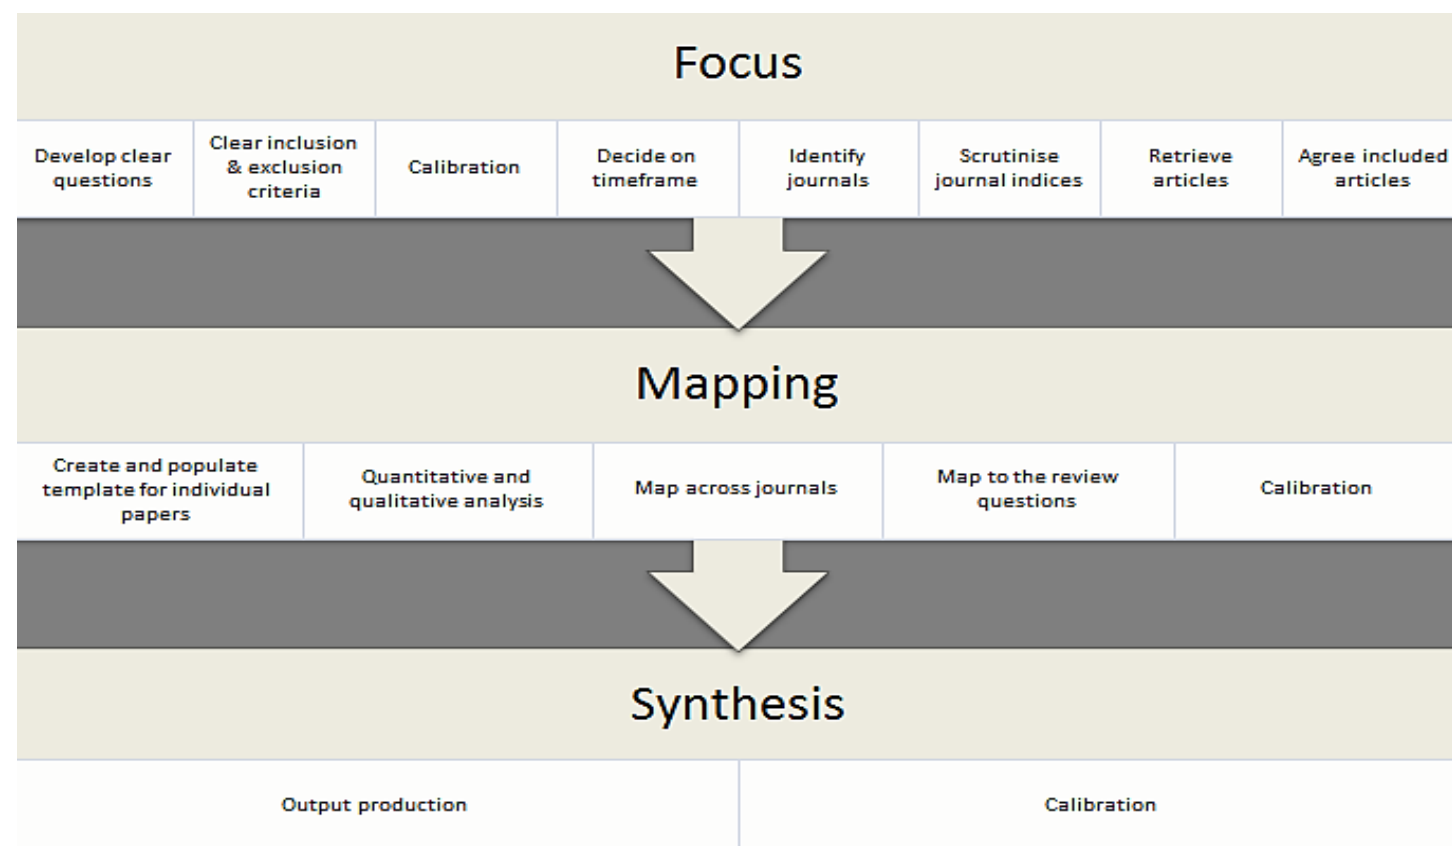 Focus
Develop clear
questions
Clear inclusion
& exclusion
criteria
Calibration
Decide on
timeframe
Identify
journals
Scrutinise
journal indices
Retrieve
articles
Agree included
articles
Mapping
Create and populate
template for individual
papers
Quantitative and
qualitative analysis
Map across journals
Map to the review
questions
Calibration
Synthesis
Output production
Calibration